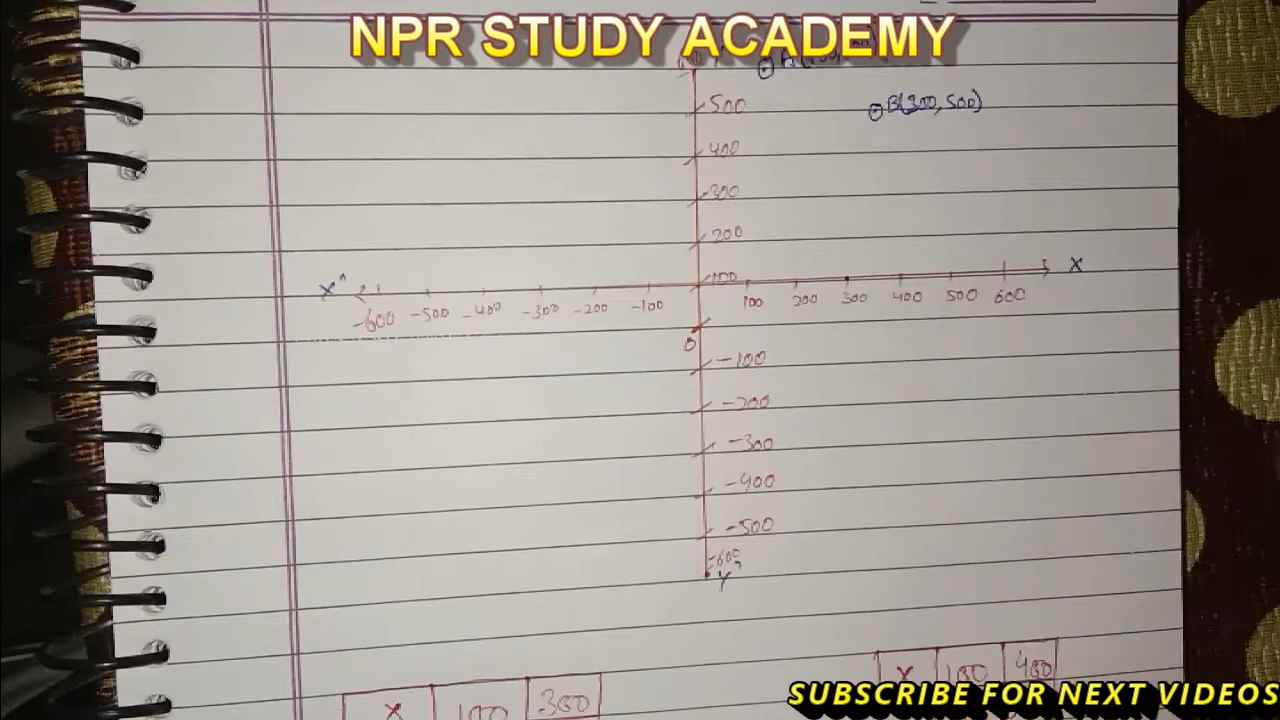 NPR STUDY ACADEMY
500
B(300, 500)
400
300
200
100
X' X
-600 -500 -400 -300 -200 -100 100 200 300 400 500 600
0
-100
-200
-300
-400
-500
-600
Y'
X 100 400
X 100 300
SUBSCRIBE FOR NEXT VIDEOS